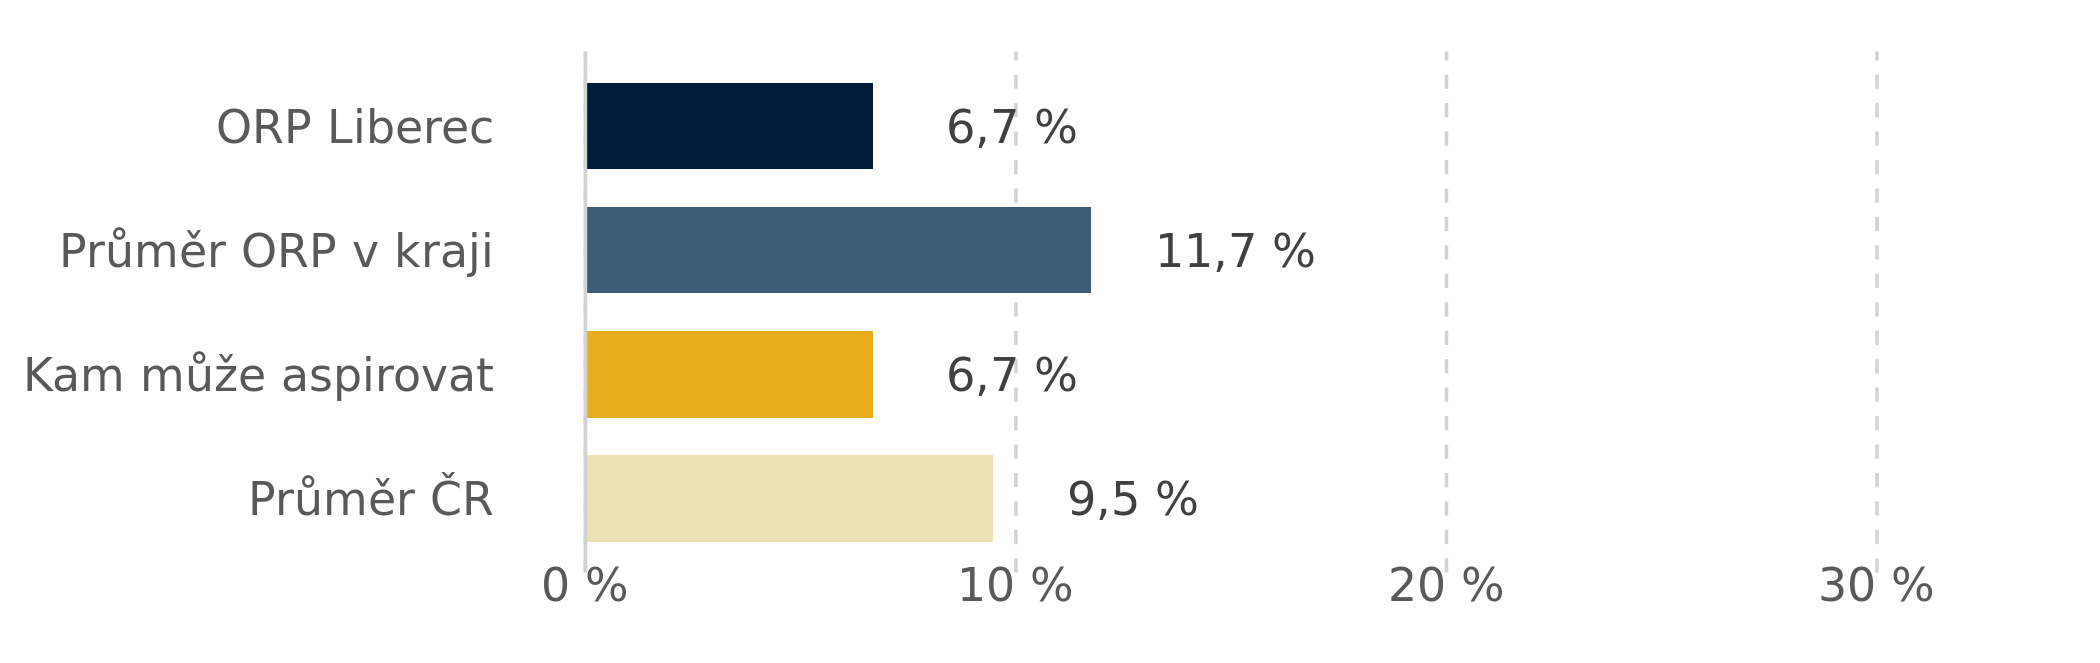 ORP Liberec 6,7 %
Průměr ORP v kraji 11,7 %
Kam může aspirovat 6,7 %
Průměr ČR 9,5 %
0 % 10 % 20 % 30 %